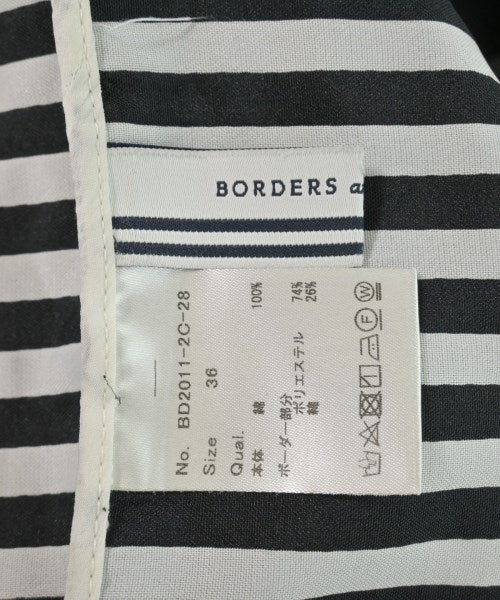 BORDERS a
No. BD2011-2C-28
Size 36
Qual.
本体 綿 100%
ボーダー部分
ポリエステル 74%
綿 26%